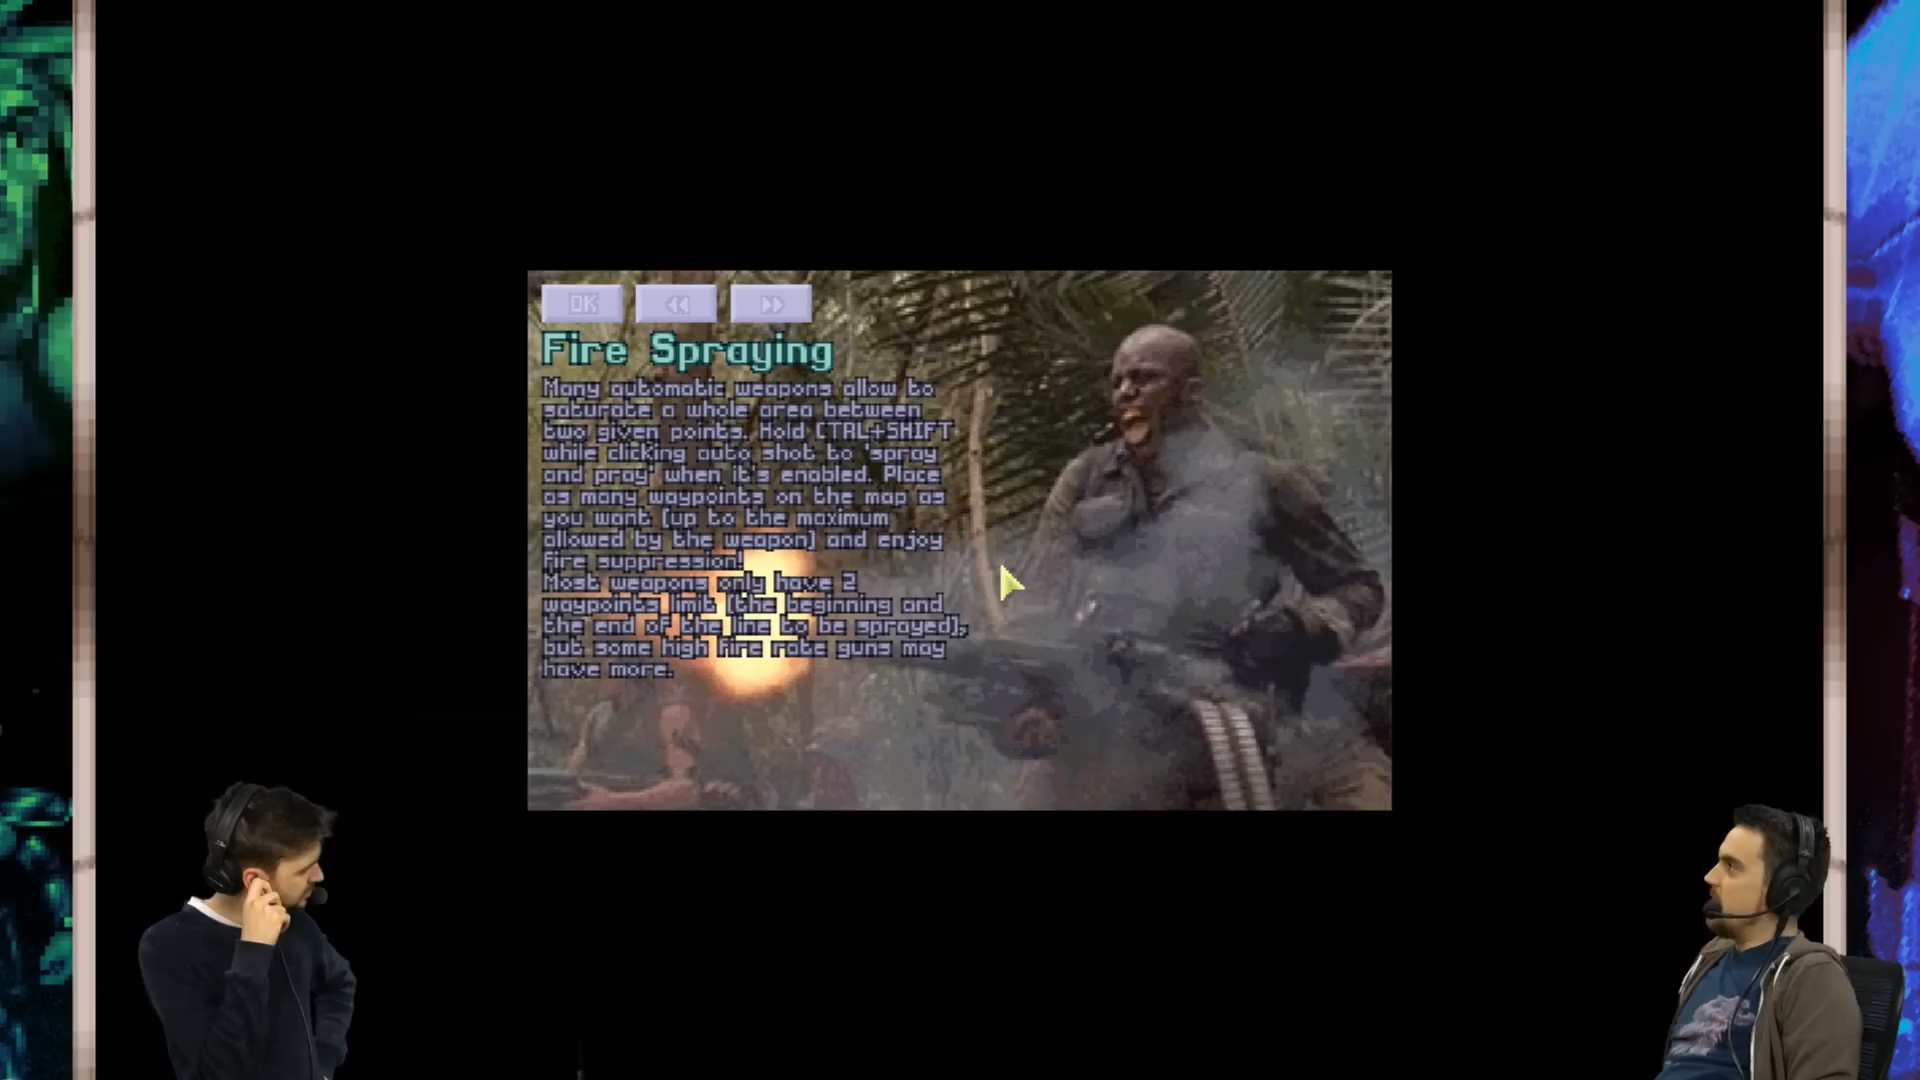 OK
Fire Spraying
Many automatic weapons allow to
saturate a whole area between
two given points. Hold CTRL+SHIFT
while clicking auto shot to 'spray
and pray' when it's enabled. Place
as many waypoints on the map as
you want (up to the maximum
allowed by the weapon) and enjoy
fire suppression!
Most weapons only have 2
waypoints limit (the beginning and
the end of the line to be sprayed),
but some high fire rate guns may
have more.